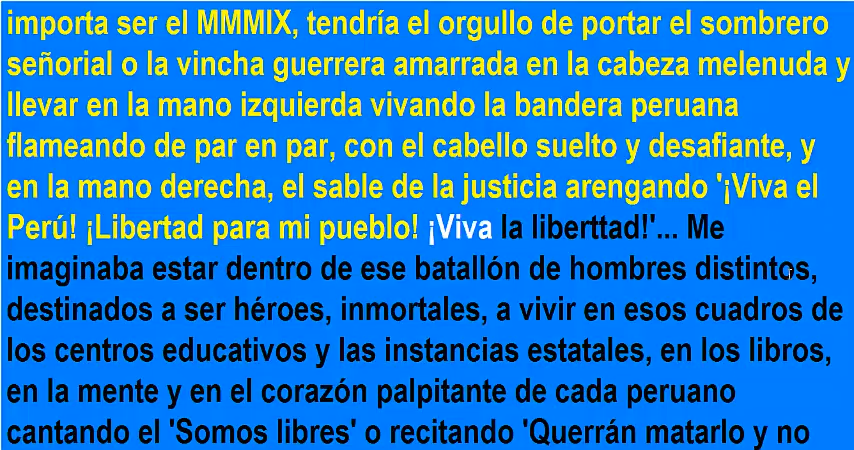 importa ser el MMMIX, tendría el orgullo de portar el sombrero
señorial o la vincha guerrera amarrada en la cabeza melenuda y
llevar en la mano izquierda vivando la bandera peruana
flameando de par en par, con el cabello suelto y desafiante, y
en la mano derecha, el sable de la justicia arengando '¡Viva el
Perú! ¡Libertad para mi pueblo! ¡Viva la liberttad!'... Me
imaginaba estar dentro de ese batallón de hombres distintos,
destinados a ser héroes, inmortales, a vivir en esos cuadros de
los centros educativos y las instancias estatales, en los libros,
en la mente y en el corazón palpitante de cada peruano
cantando el 'Somos libres' o recitando 'Querrán matarlo y no